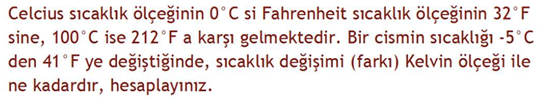 Celcius sıcaklık ölçeğinin 0°C si Fahrenheit sıcaklık ölçeğinin 32°F
sine, 100°C ise 212°F a karşı gelmektedir. Bir cismin sıcaklığı -5°C
den 41°F ye değiştiğinde, sıcaklık değişimi (farkı) Kelvin ölçeği ile
ne kadardır, hesaplayınız.